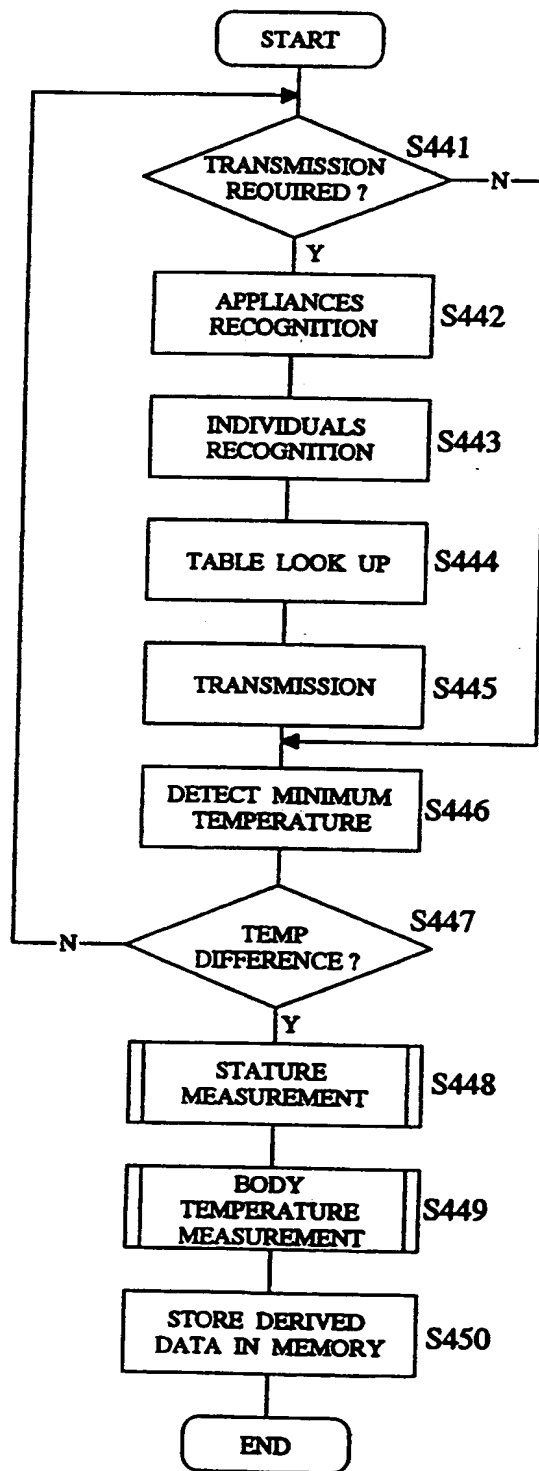 START
S441
TRANSMISSION
REQUIRED ?
N
Y
APPLIANCES
RECOGNITION
S442
INDIVIDUALS
RECOGNITION
S443
TABLE LOOK UP
S444
TRANSMISSION
S445
DETECT MINIMUM
TEMPERATURE
S446
S447
TEMP
DIFFERENCE ?
N
Y
STATURE
MEASUREMENT
S448
BODY
TEMPERATURE
MEASUREMENT
S449
STORE DERIVED
DATA IN MEMORY
S450
END